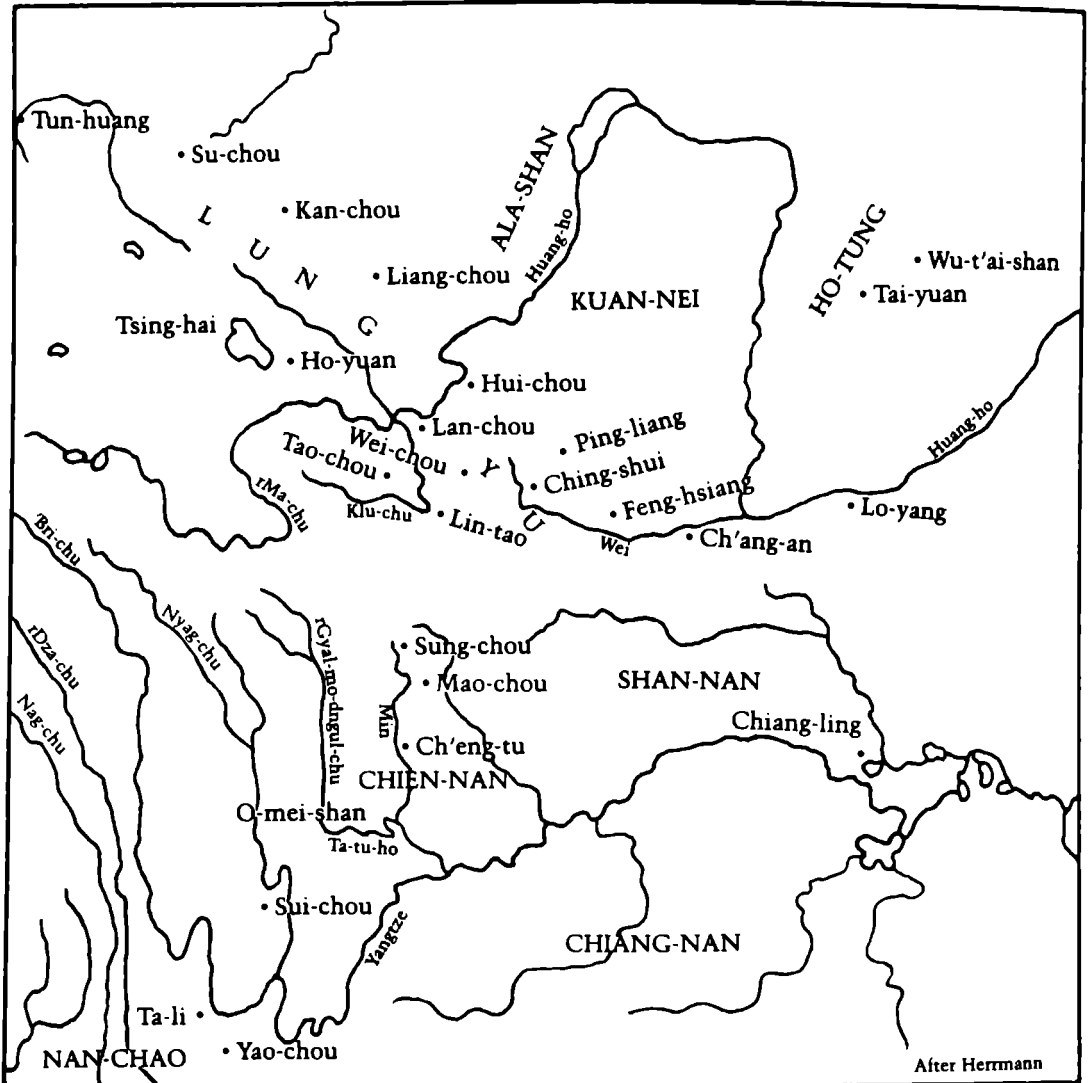 Tun-huang
Su-chou
Kan-chou
LUNG YU
Liang-chou
ALA-SHAN
Huang-ho
KUAN-NEI
HO-TUNG
Wu-t'ai-shan
Tai-yuan
Tsing-hai
Ho-yuan
Hui-chou
Lan-chou
Wei-chou
Tao-chou
Ping-liang
Ching-shui
Huang-ho
rMa-chu
Klu-chu
Lin-tao
Feng-hsiang
Wei
Ch'ang-an
Lo-yang
'Bri-chu
Nyag-chu
rDza-chu
Nag-chu
rGyal-mo-dngul-chu
Min
Sung-chou
Mao-chou
SHAN-NAN
Chiang-ling
Ch'eng-tu
CHIEN-NAN
O-mei-shan
Ta-tu-ho
Sui-chou
Yangtze
CHIANG-NAN
Ta-li
NAN-CHAO
Yao-chou
After Herrmann